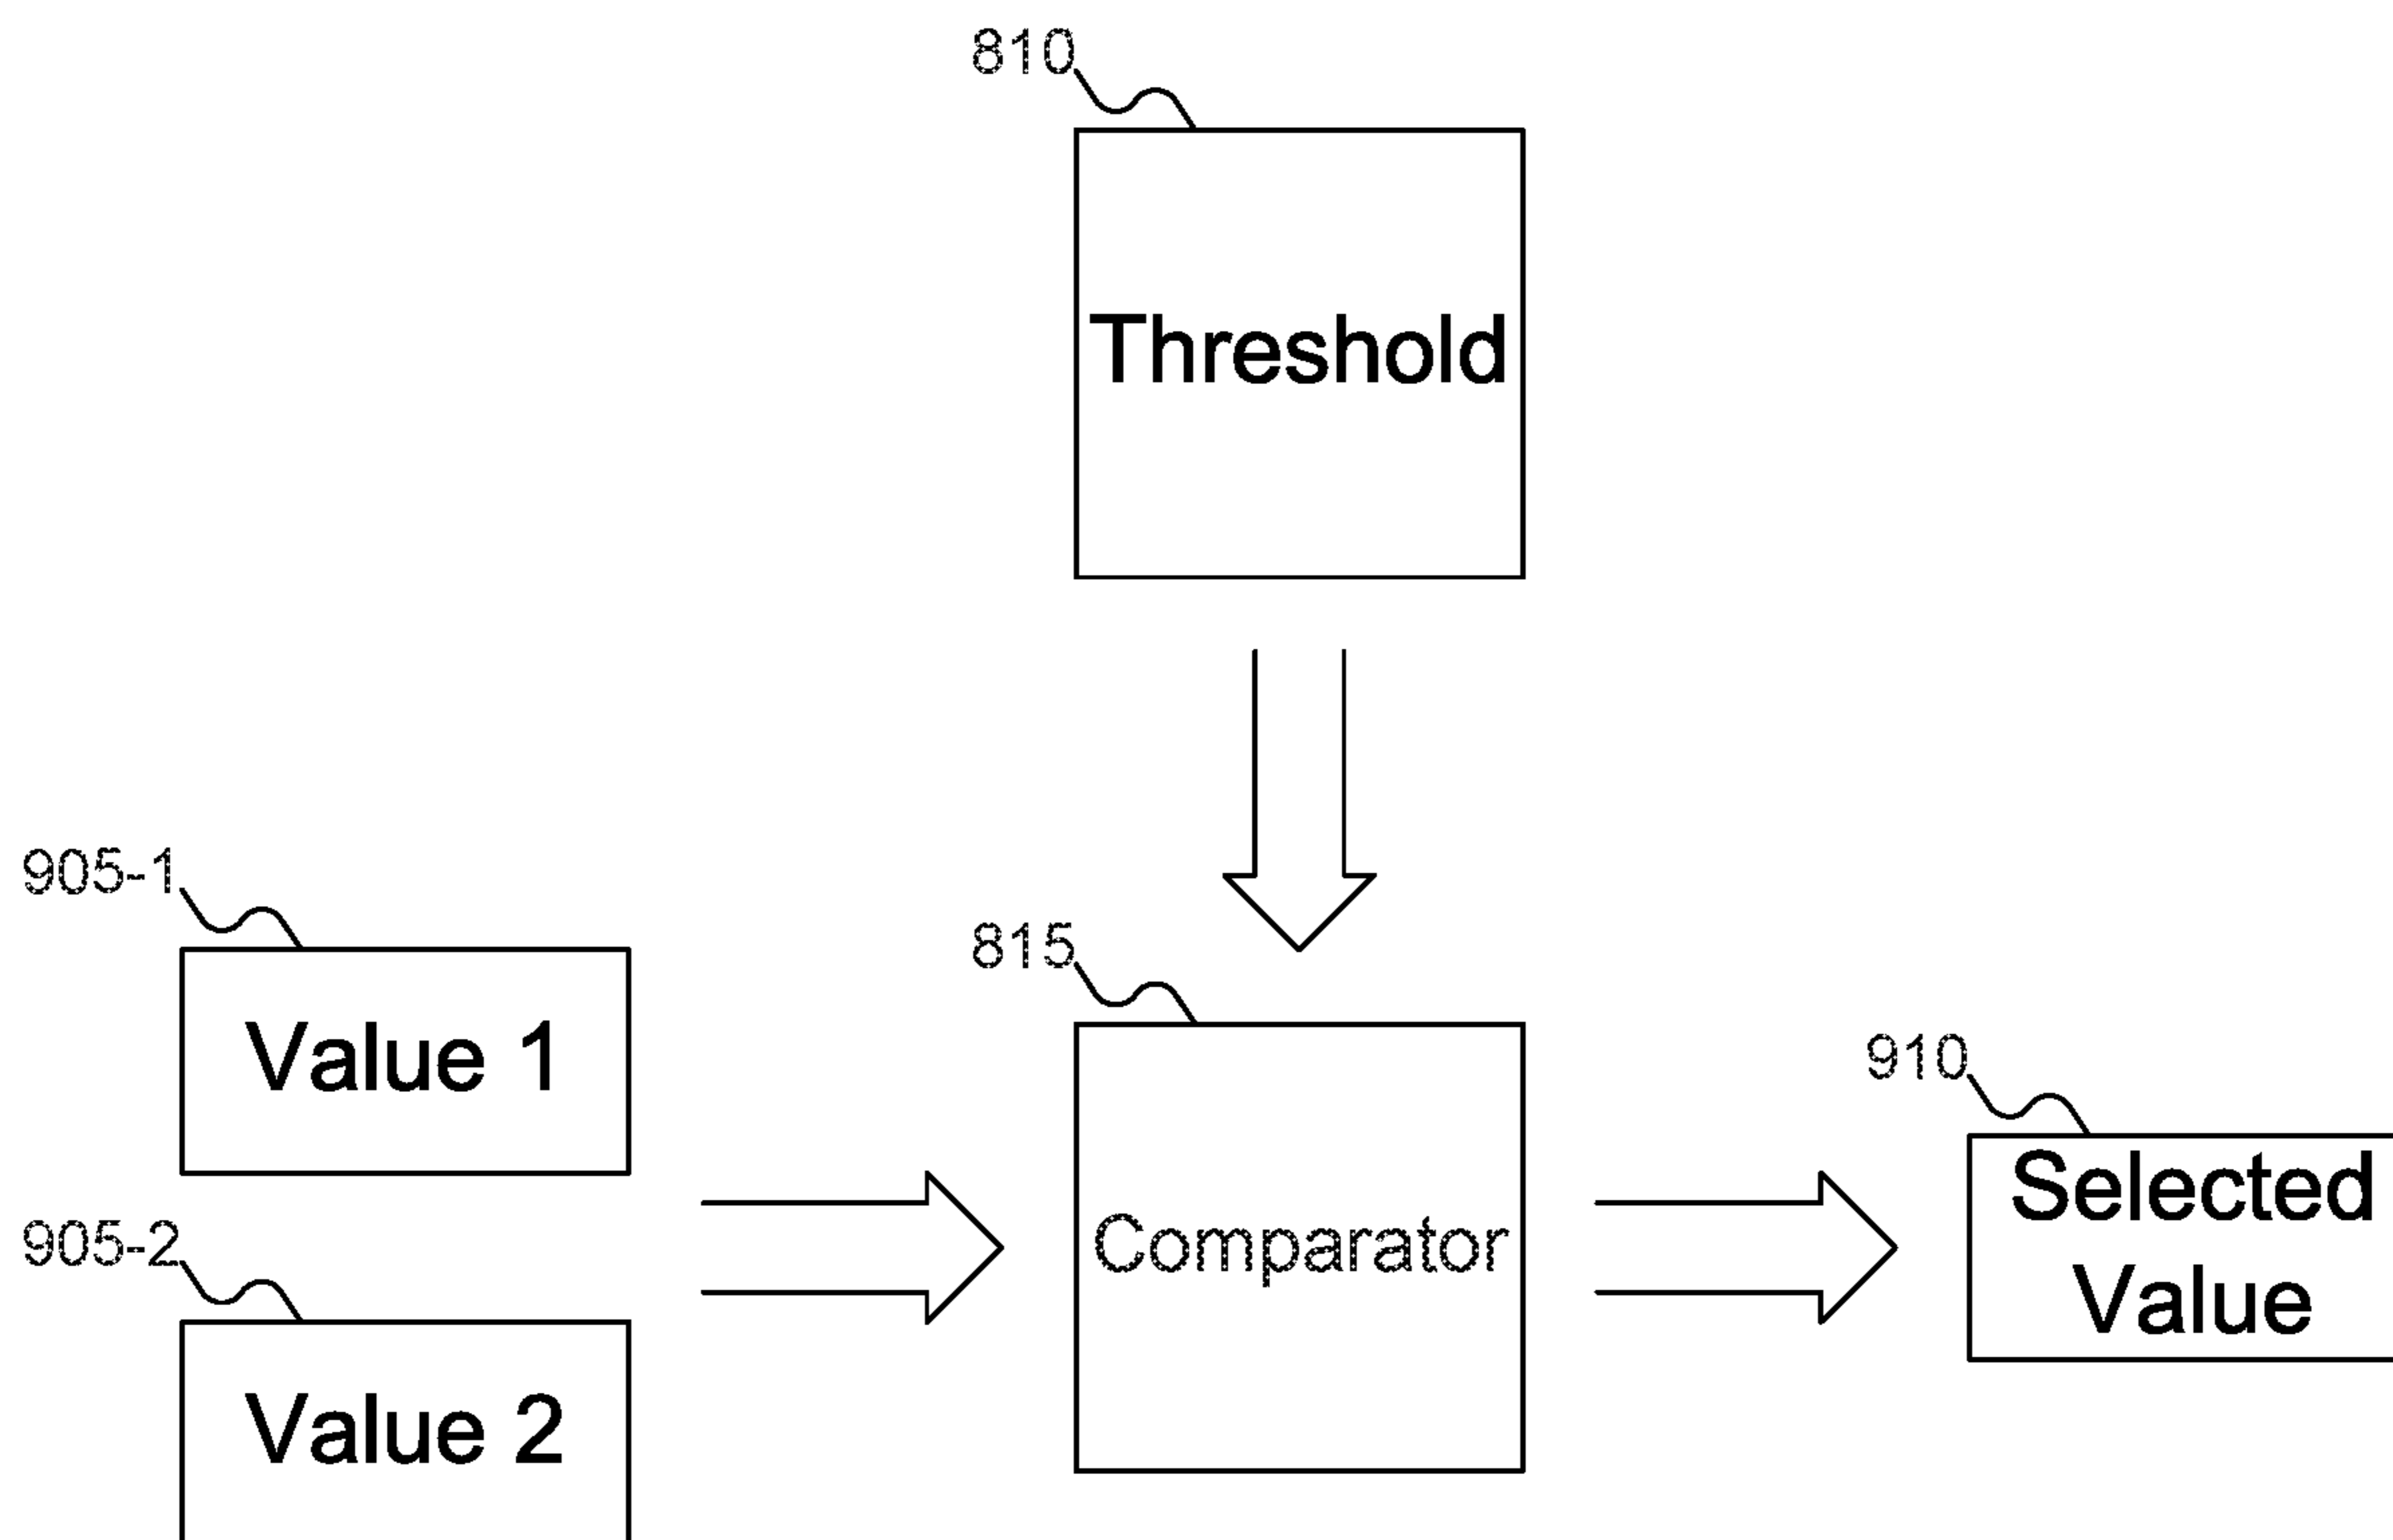 810
Threshold
905-1
Value 1
815
Comparator
910
Selected
Value
905-2
Value 2